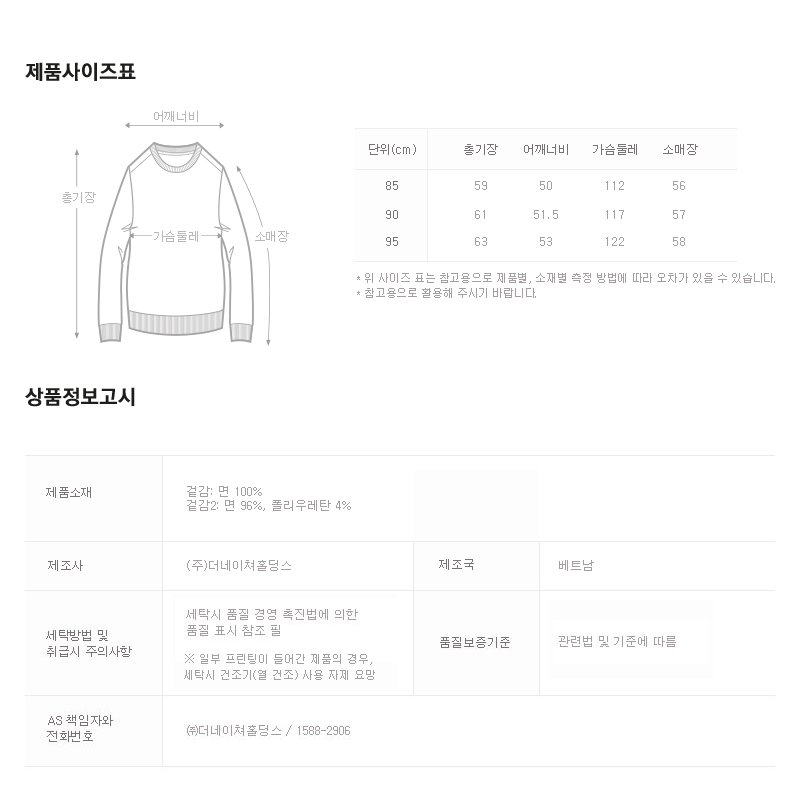 제품사이즈표
어깨너비
총기장
가슴둘레
소매장
단위(cm) 총기장 어깨너비 가슴둘레 소매장
85 59 50 112 56
90 61 51.5 117 57
95 63 53 122 58
* 위 사이즈 표는 참고용으로 제품별, 소재별 측정 방법에 따라 오차가 있을 수 있습니다.
* 참고용으로 활용해 주시기 바랍니다.
상품정보고시
제품소재
겉감: 면 100%
겉감2: 면 96%, 폴리우레탄 4%
제조사
(주)더네이쳐홀딩스
제조국
베트남
세탁방법 및
취급시 주의사항
세탁시 품질 경영 촉진법에 의한
품질 표시 참조 필
※ 일부 프린팅이 들어간 제품의 경우,
세탁시 건조기(열 건조) 사용 자제 요망
품질보증기준
관련법 및 기준에 따름
AS 책임자와
전화번호
㈜더네이쳐홀딩스 / 1588-2906